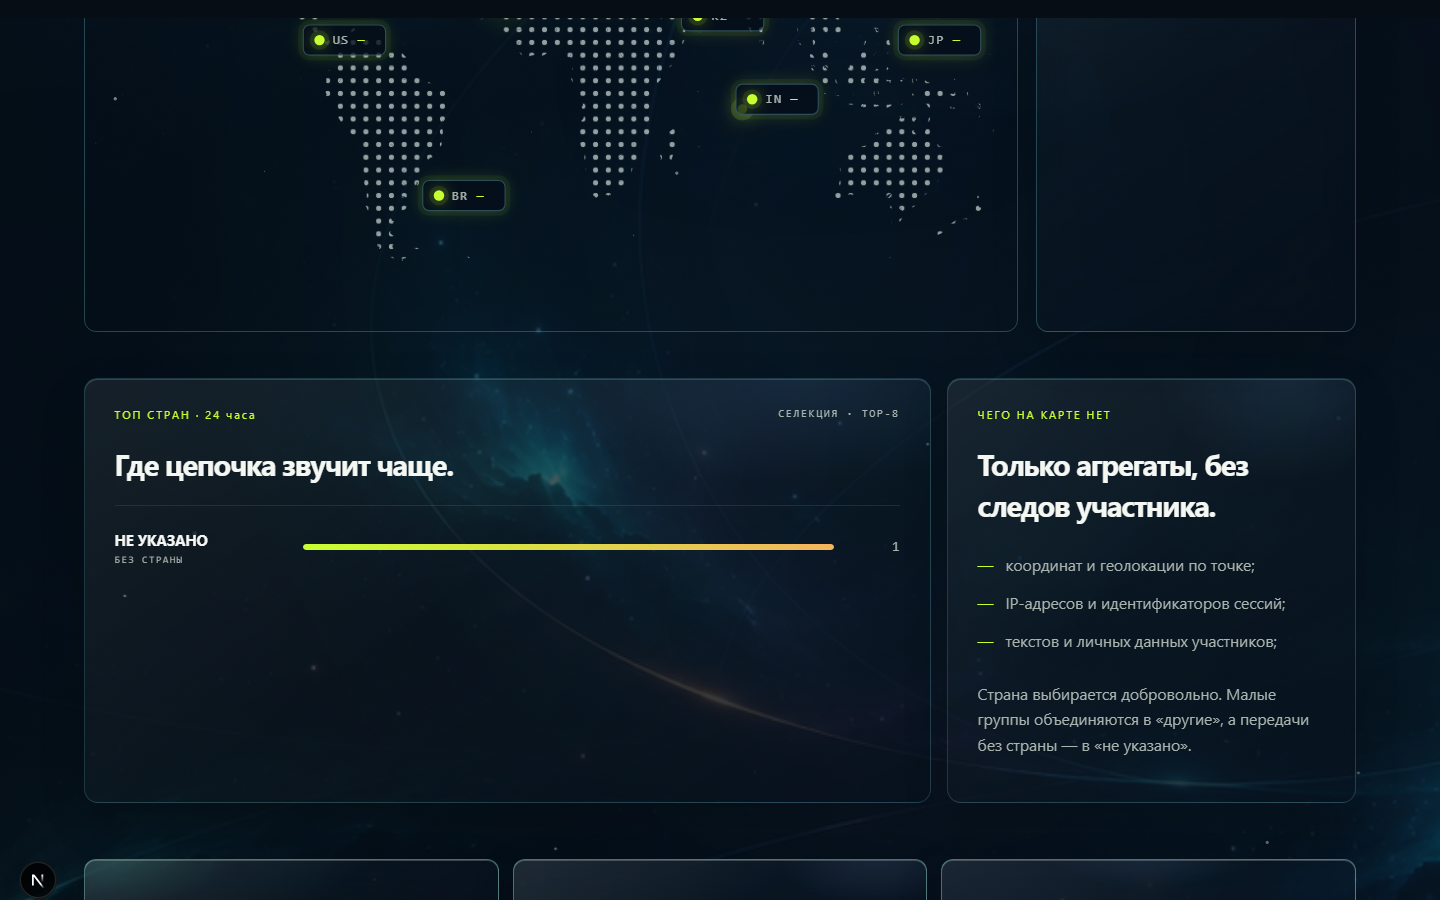 US —
JP —
IN —
BR —
ТОП СТРАН · 24 часа
СЕЛЕКЦИЯ · TOP-8
Где цепочка звучит чаще.
НЕ УКАЗАНО
БЕЗ СТРАНЫ
1
ЧЕГО НА КАРТЕ НЕТ
Только агрегаты, без
следов участника.
— координат и геолокации по точке;
— IP-адресов и идентификаторов сессий;
— текстов и личных данных участников;
Страна выбирается добровольно. Малые
группы объединяются в «другие», а передачи
без страны — в «не указано».
N